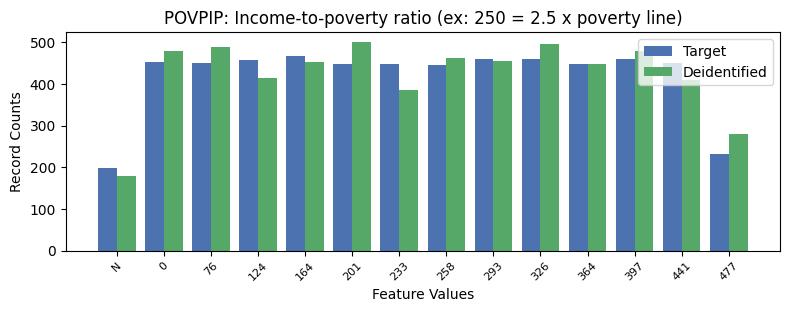 POVPIP: Income-to-poverty ratio (ex: 250 = 2.5 x poverty line)
Target
Deidentified
Record Counts
500
400
300
200
100
0
N 0 76 124 164 201 233 258 293 326 364 397 441 477
Feature Values